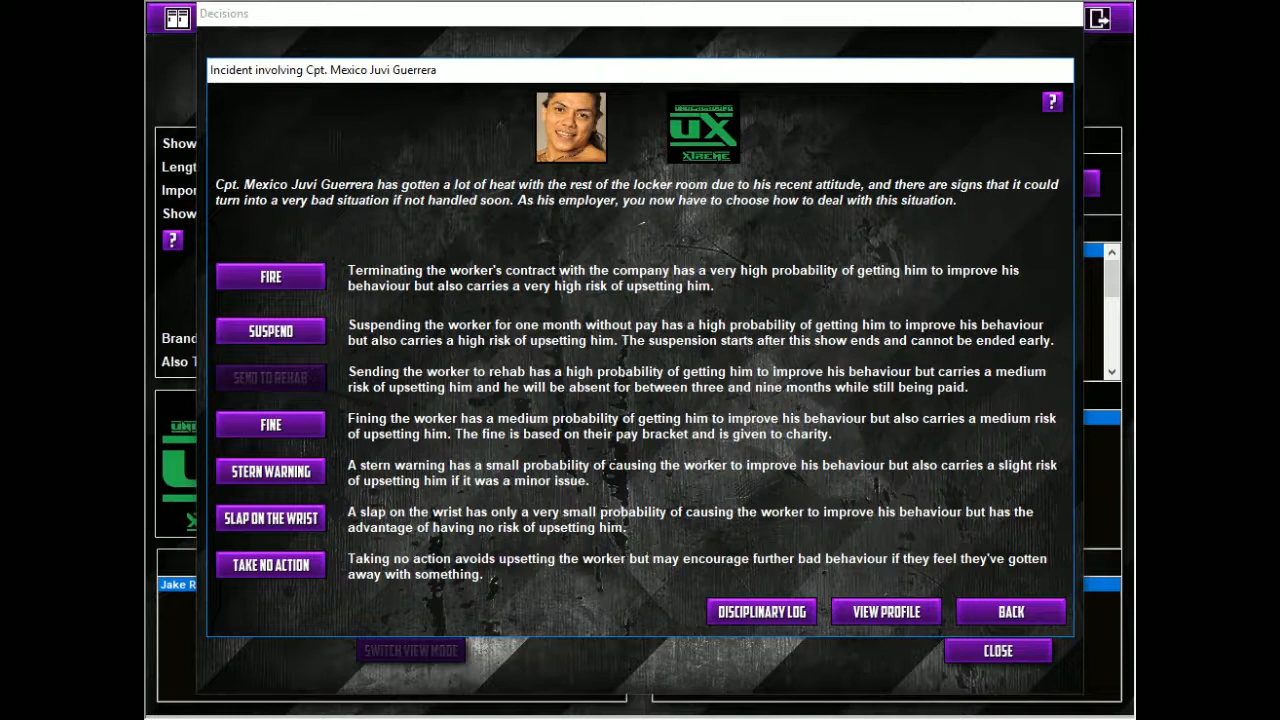 Decisions
Incident involving Cpt. Mexico Juvi Guerrera
?
UX
XTREME
Cpt. Mexico Juvi Guerrera has gotten a lot of heat with the rest of the locker room due to his recent attitude, and there are signs that it could
turn into a very bad situation if not handled soon. As his employer, you now have to choose how to deal with this situation.
Show
Lengt
Impor
Show
?
Brand
Also T
FIRE
Terminating the worker's contract with the company has a very high probability of getting him to improve his
behaviour but also carries a very high risk of upsetting him.
SUSPEND
Suspending the worker for one month without pay has a high probability of getting him to improve his behaviour
but also carries a high risk of upsetting him. The suspension starts after this show ends and cannot be ended early.
SEND TO REHAB
Sending the worker to rehab has a high probability of getting him to improve his behaviour but carries a medium
risk of upsetting him and he will be absent for between three and nine months while still being paid.
FINE
Fining the worker has a medium probability of getting him to improve his behaviour but also carries a medium risk
of upsetting him. The fine is based on their pay bracket and is given to charity.
STERN WARNING
A stern warning has a small probability of causing the worker to improve his behaviour but also carries a slight risk
of upsetting him if it was a minor issue.
SLAP ON THE WRIST
A slap on the wrist has only a very small probability of causing the worker to improve his behaviour but has the
advantage of having no risk of upsetting him.
TAKE NO ACTION
Taking no action avoids upsetting the worker but may encourage further bad behaviour if they feel they've gotten
away with something.
Jake R
DISCIPLINARY LOG
VIEW PROFILE
BACK
SWITCH VIEW MODE
CLOSE